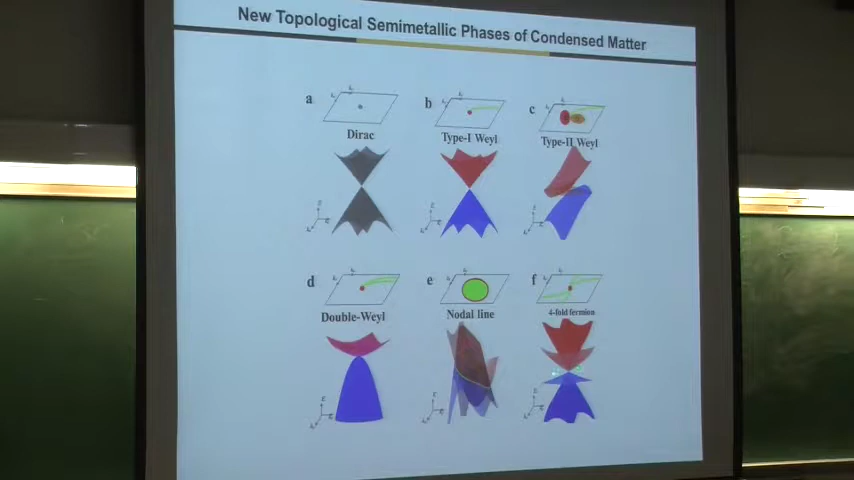 New Topological Semimetallic Phases of Condensed Matter
a
b
c
Dirac
Type-I Weyl
Type-II Weyl
d
e
f
Double-Weyl
Nodal line
4-fold fermion